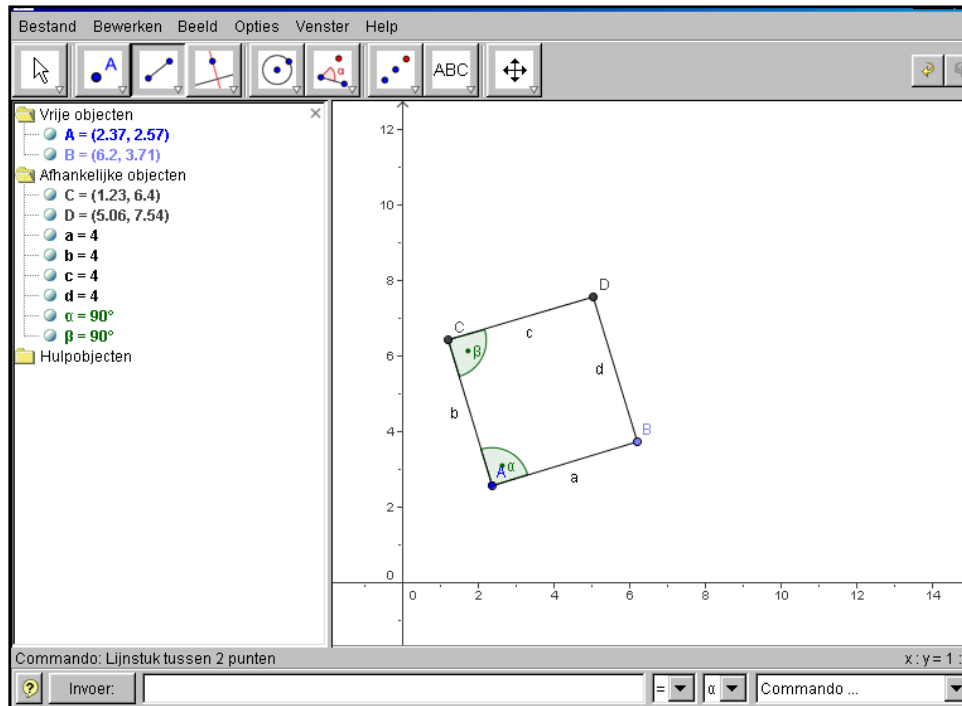 Bestand Bewerken Beeld Opties Venster Help
A α ABC
Vrije objecten
A = (2.37, 2.57)
B = (6.2, 3.71)
Afhankelijke objecten
C = (1.23, 6.4)
D = (5.06, 7.54)
a = 4
b = 4
c = 4
d = 4
α = 90°
β = 90°
Hulpobjecten
12
10
8
6
4
2
0
D
C
c
β
d
b
B
A α
a
0 2 4 6 8 10 12 14
Commando: Lijnstuk tussen 2 punten x : y = 1 :
? Invoer: = α Commando ...